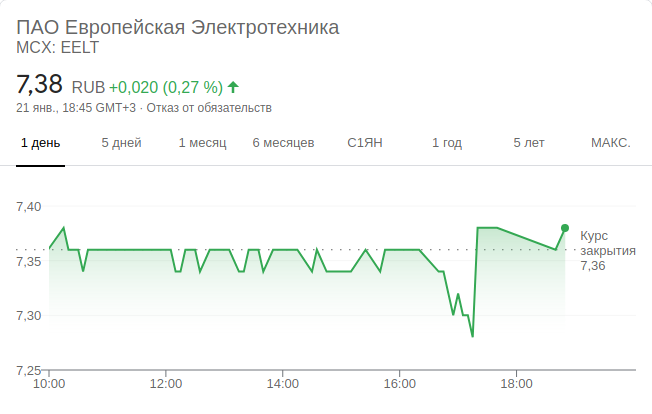 ПАО Европейская Электротехника
MCX: EELT
7,38 RUB +0,020 (0,27 %)
21 янв., 18:45 GMT+3 · Отказ от обязательств
1 день 5 дней 1 месяц 6 месяцев С1ЯН 1 год 5 лет МАКС.
7,40
7,35
7,30
7,25
Курс
закрытия
7,36
10:00 12:00 14:00 16:00 18:00